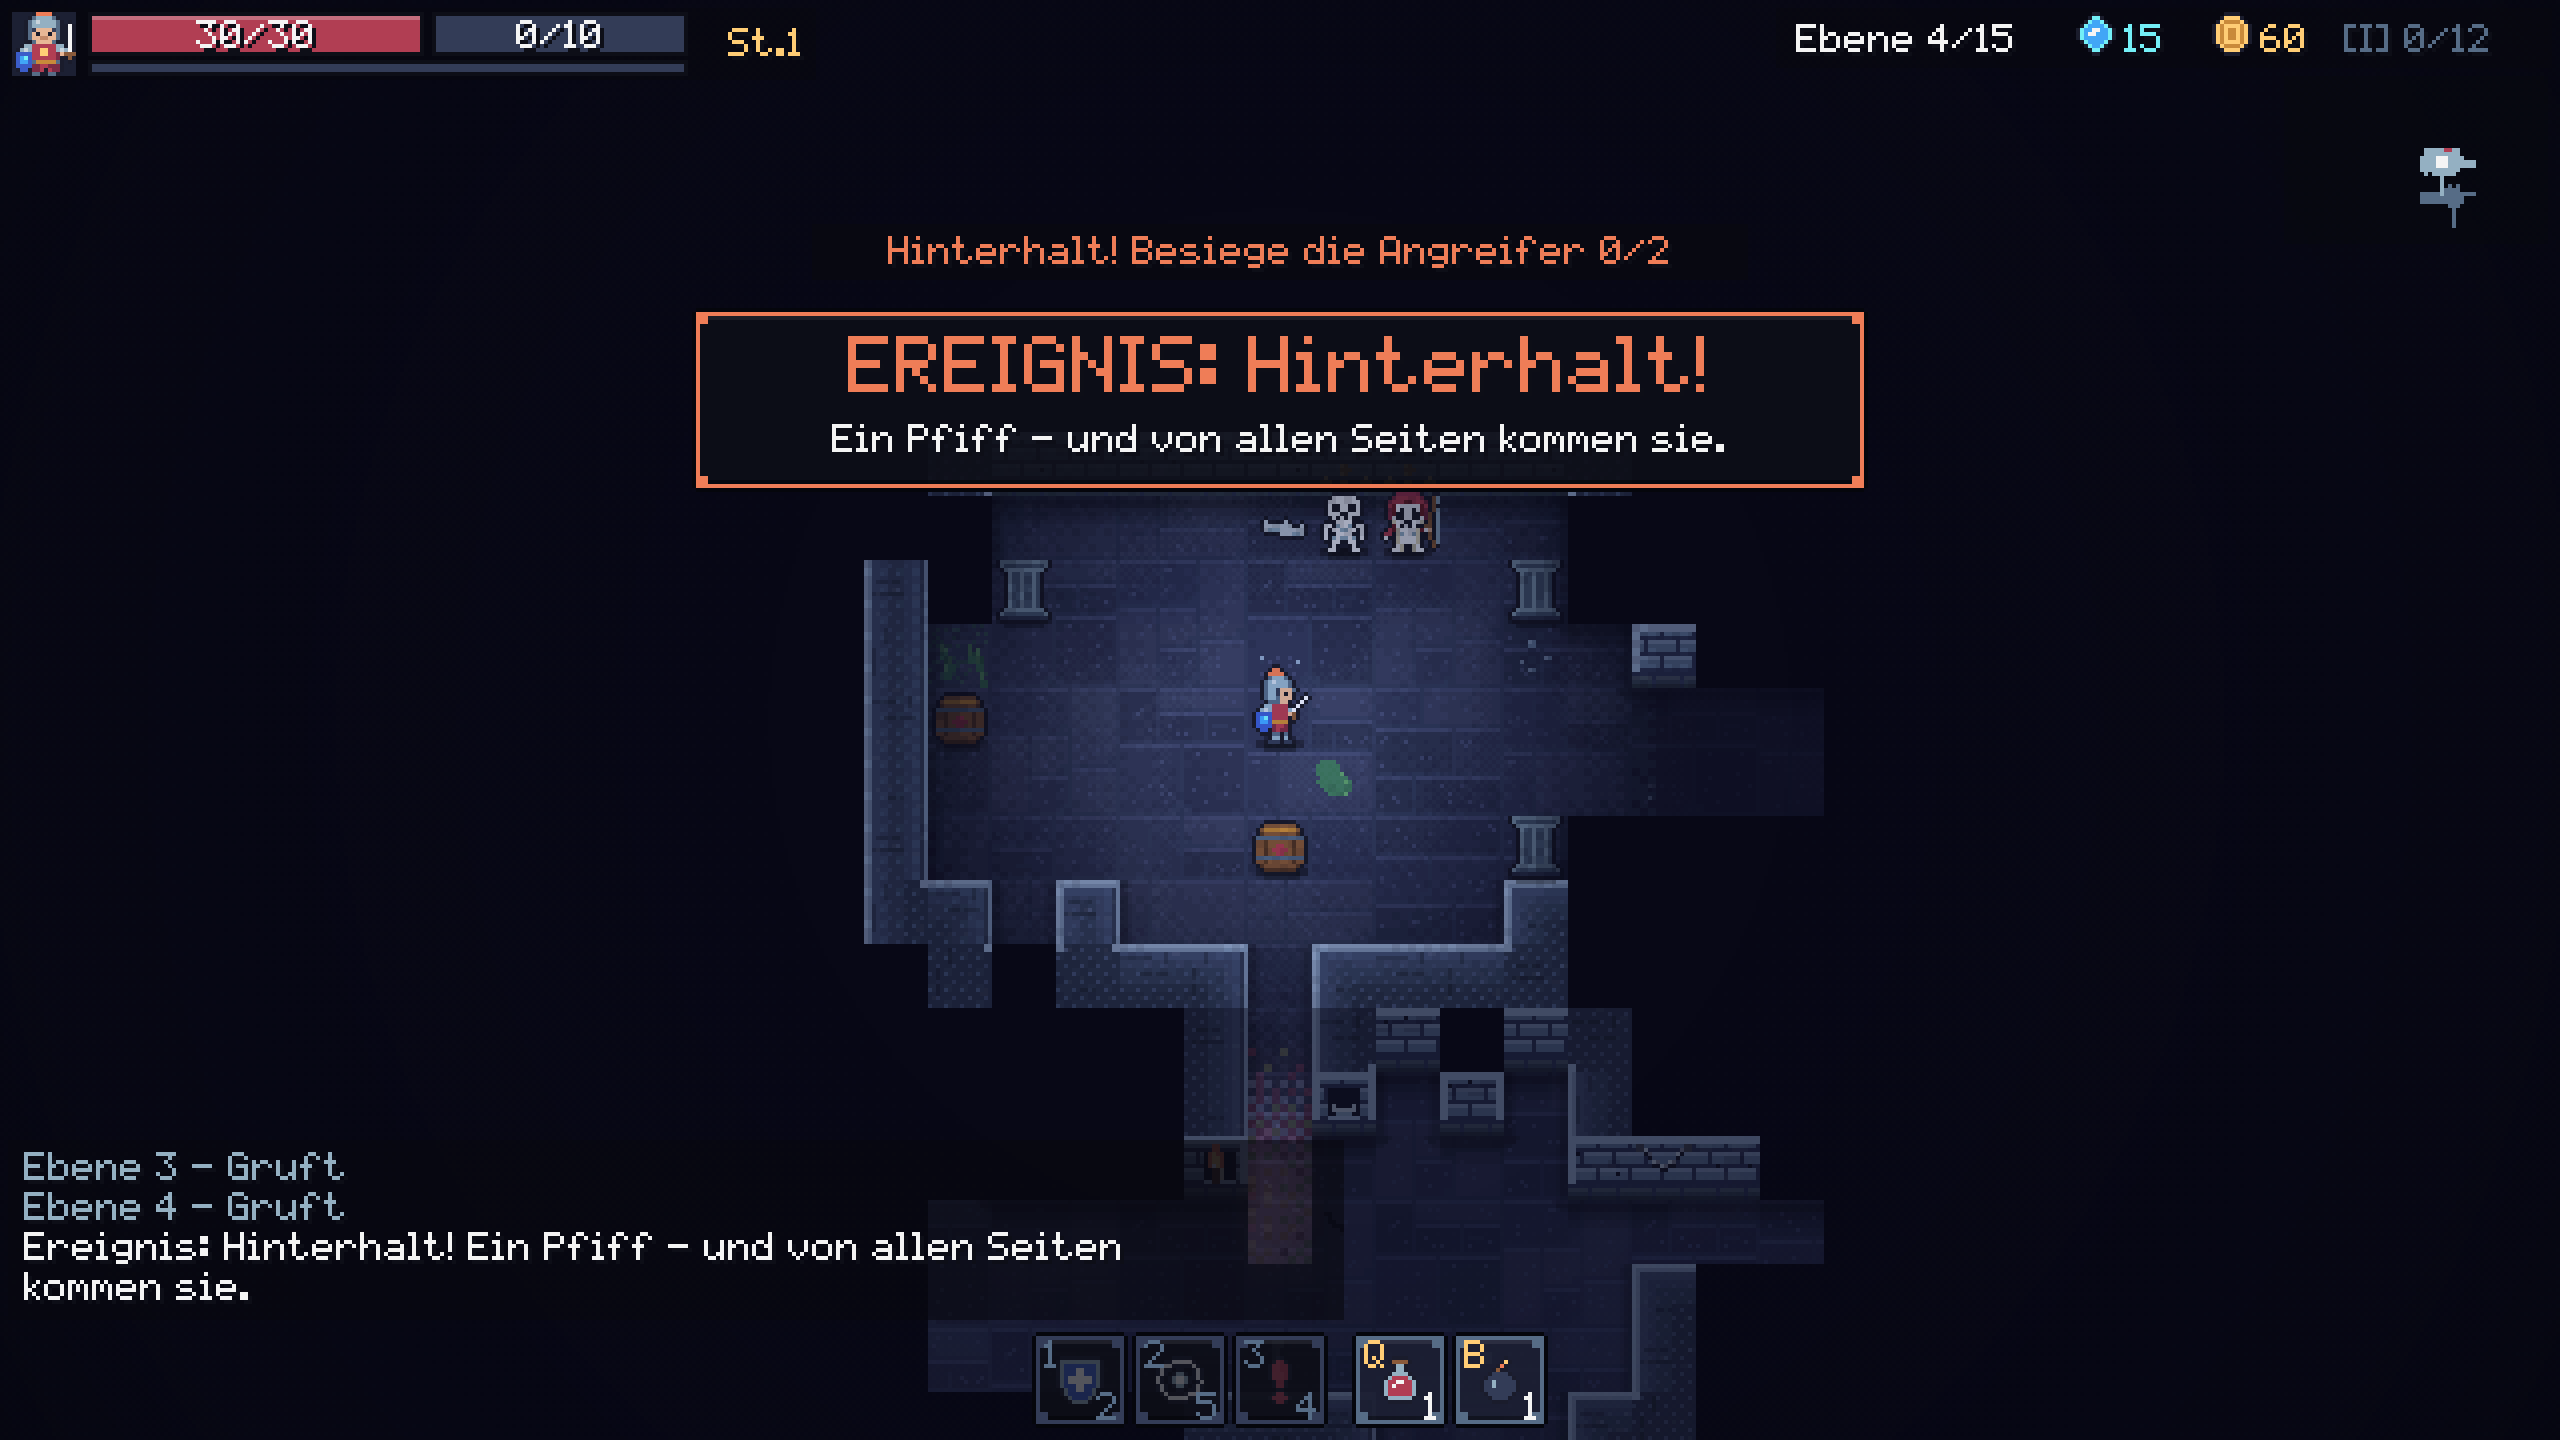 30/30 0/10 St.1 Ebene 4/15 15 60 [I] 0/12
Hinterhalt! Besiege die Angreifer 0/2
EREIGNIS: Hinterhalt!
Ein Pfiff – und von allen Seiten kommen sie.
Ebene 3 – Gruft
Ebene 4 – Gruft
Ereignis: Hinterhalt! Ein Pfiff – und von allen Seiten
kommen sie.
1 2 3 Q B
2 5 4 1 1